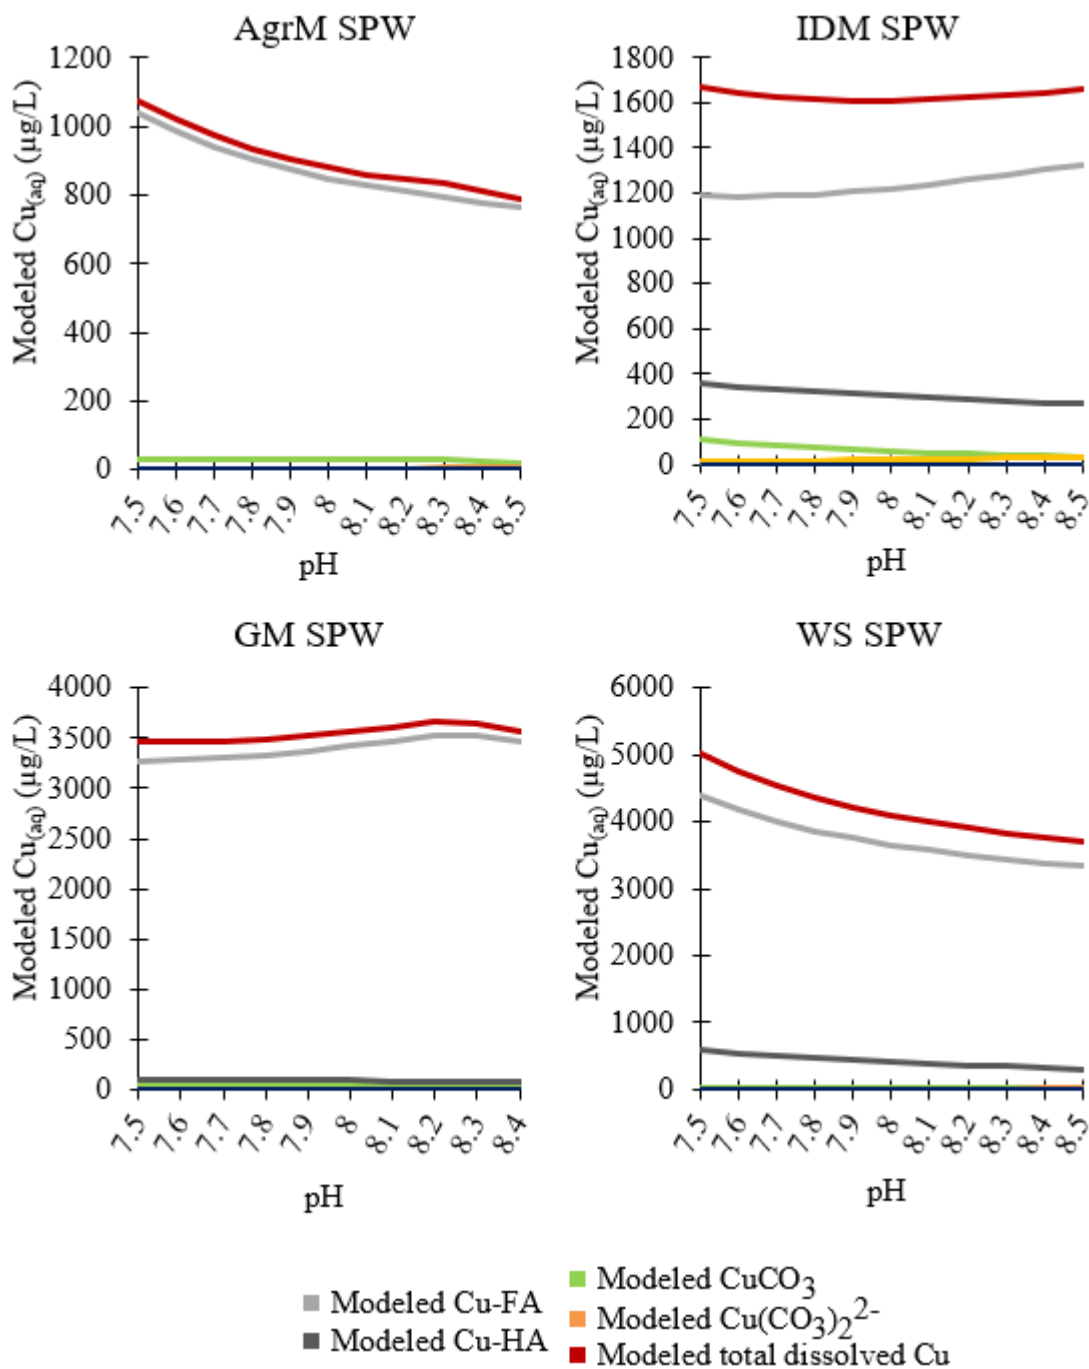 AgrM SPW
Modeled Cu(aq) (µg/L)
1200
1000
800
600
400
200
0
7.5 7.6 7.7 7.8 7.9 8 8.1 8.2 8.3 8.4 8.5
pH
IDM SPW
Modeled Cu(aq) (µg/L)
1800
1600
1400
1200
1000
800
600
400
200
0
7.5 7.6 7.7 7.8 7.9 8 8.1 8.2 8.3 8.4 8.5
pH
GM SPW
Modeled Cu(aq) (µg/L)
4000
3500
3000
2500
2000
1500
1000
500
0
7.5 7.6 7.7 7.8 7.9 8 8.1 8.2 8.3 8.4
pH
WS SPW
Modeled Cu(aq) (µg/L)
6000
5000
4000
3000
2000
1000
0
7.5 7.6 7.7 7.8 7.9 8 8.1 8.2 8.3 8.4 8.5
pH
Modeled Cu-FA
Modeled Cu-HA
Modeled CuCO3
Modeled Cu(CO3)2 2-
Modeled total dissolved Cu